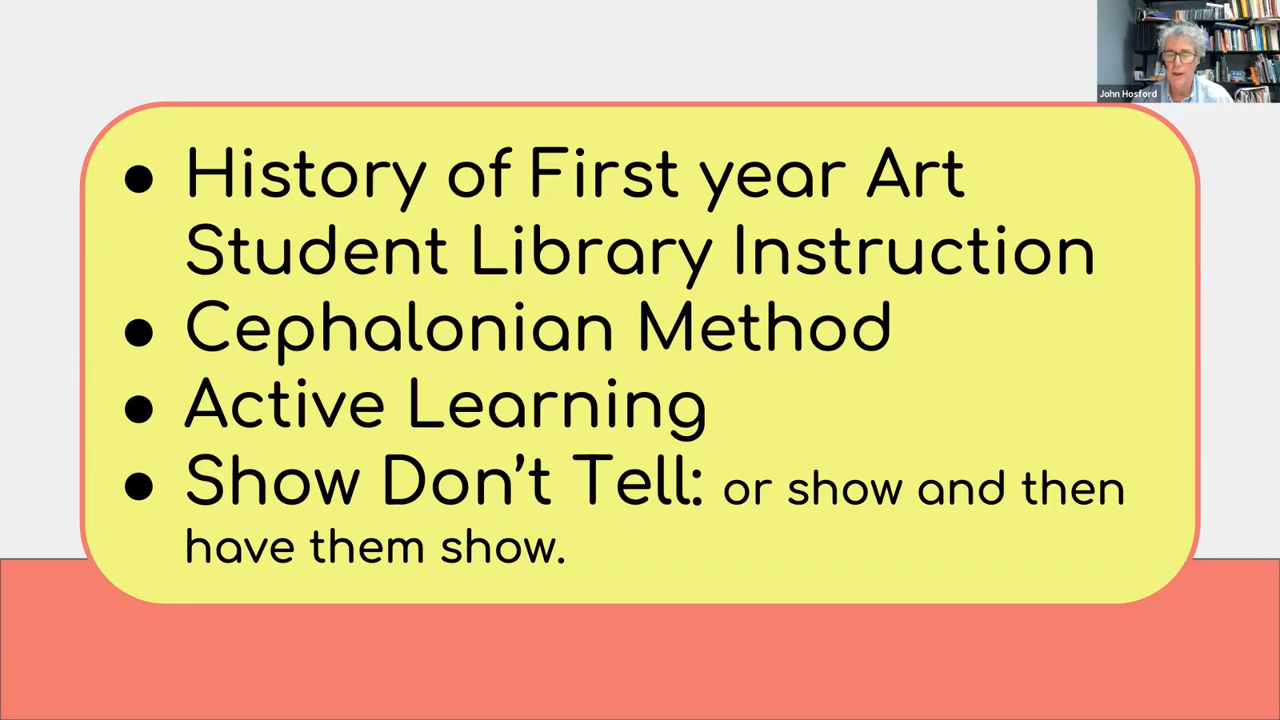 John Hosford
● History of First year Art
Student Library Instruction
● Cephalonian Method
● Active Learning
● Show Don’t Tell: or show and then
have them show.